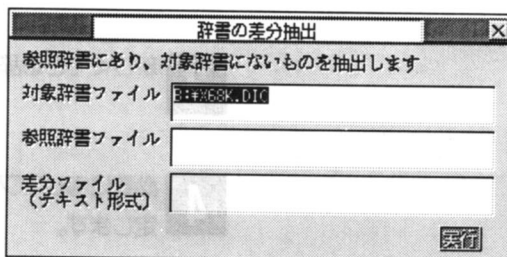 辞書の差分抽出
参照辞書にあり、対象辞書にないものを抽出します
対象辞書ファイル B:¥X68K.DIC
参照辞書ファイル
差分ファイル
(テキスト形式)
実行